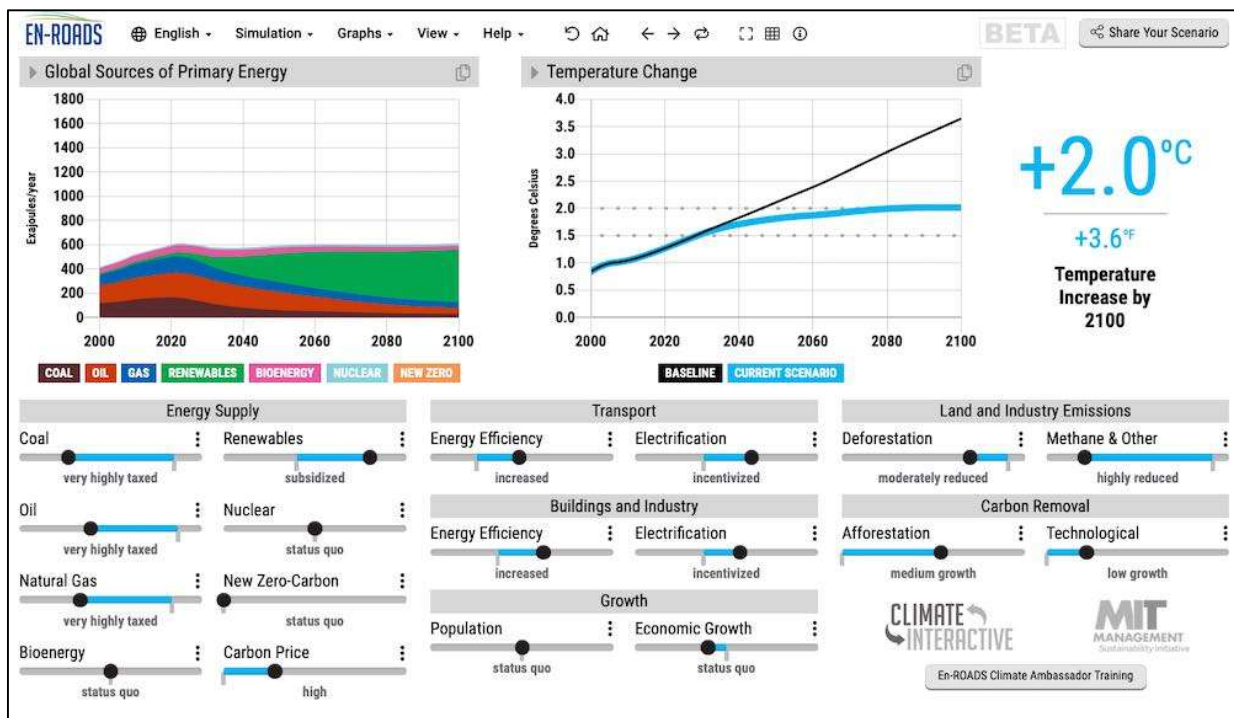 EN-ROADS English Simulation Graphs View Help BETA Share Your Scenario
Global Sources of Primary Energy
Exajoules/year
1800
1600
1400
1200
1000
800
600
400
200
0
2000 2020 2040 2060 2080 2100
COAL OIL GAS RENEWABLES BIOENERGY NUCLEAR NEW ZERO
Temperature Change
Degrees Celsius
4.0
3.5
3.0
2.5
2.0
1.5
1.0
0.5
0.0
2000 2020 2040 2060 2080 2100
BASELINE CURRENT SCENARIO
+2.0°C
+3.6°F
Temperature
Increase by
2100
Energy Supply
Coal
very highly taxed
Renewables
subsidized
Oil
very highly taxed
Nuclear
status quo
Natural Gas
very highly taxed
New Zero-Carbon
status quo
Bioenergy
status quo
Carbon Price
high
Transport
Energy Efficiency
increased
Electrification
incentivized
Buildings and Industry
Energy Efficiency
increased
Electrification
incentivized
Growth
Population
status quo
Economic Growth
status quo
Land and Industry Emissions
Deforestation
moderately reduced
Methane & Other
highly reduced
Carbon Removal
Afforestation
medium growth
Technological
low growth
CLIMATE
INTERACTIVE
MIT
MANAGEMENT
Sustainability Initiative
En-ROADS Climate Ambassador Training